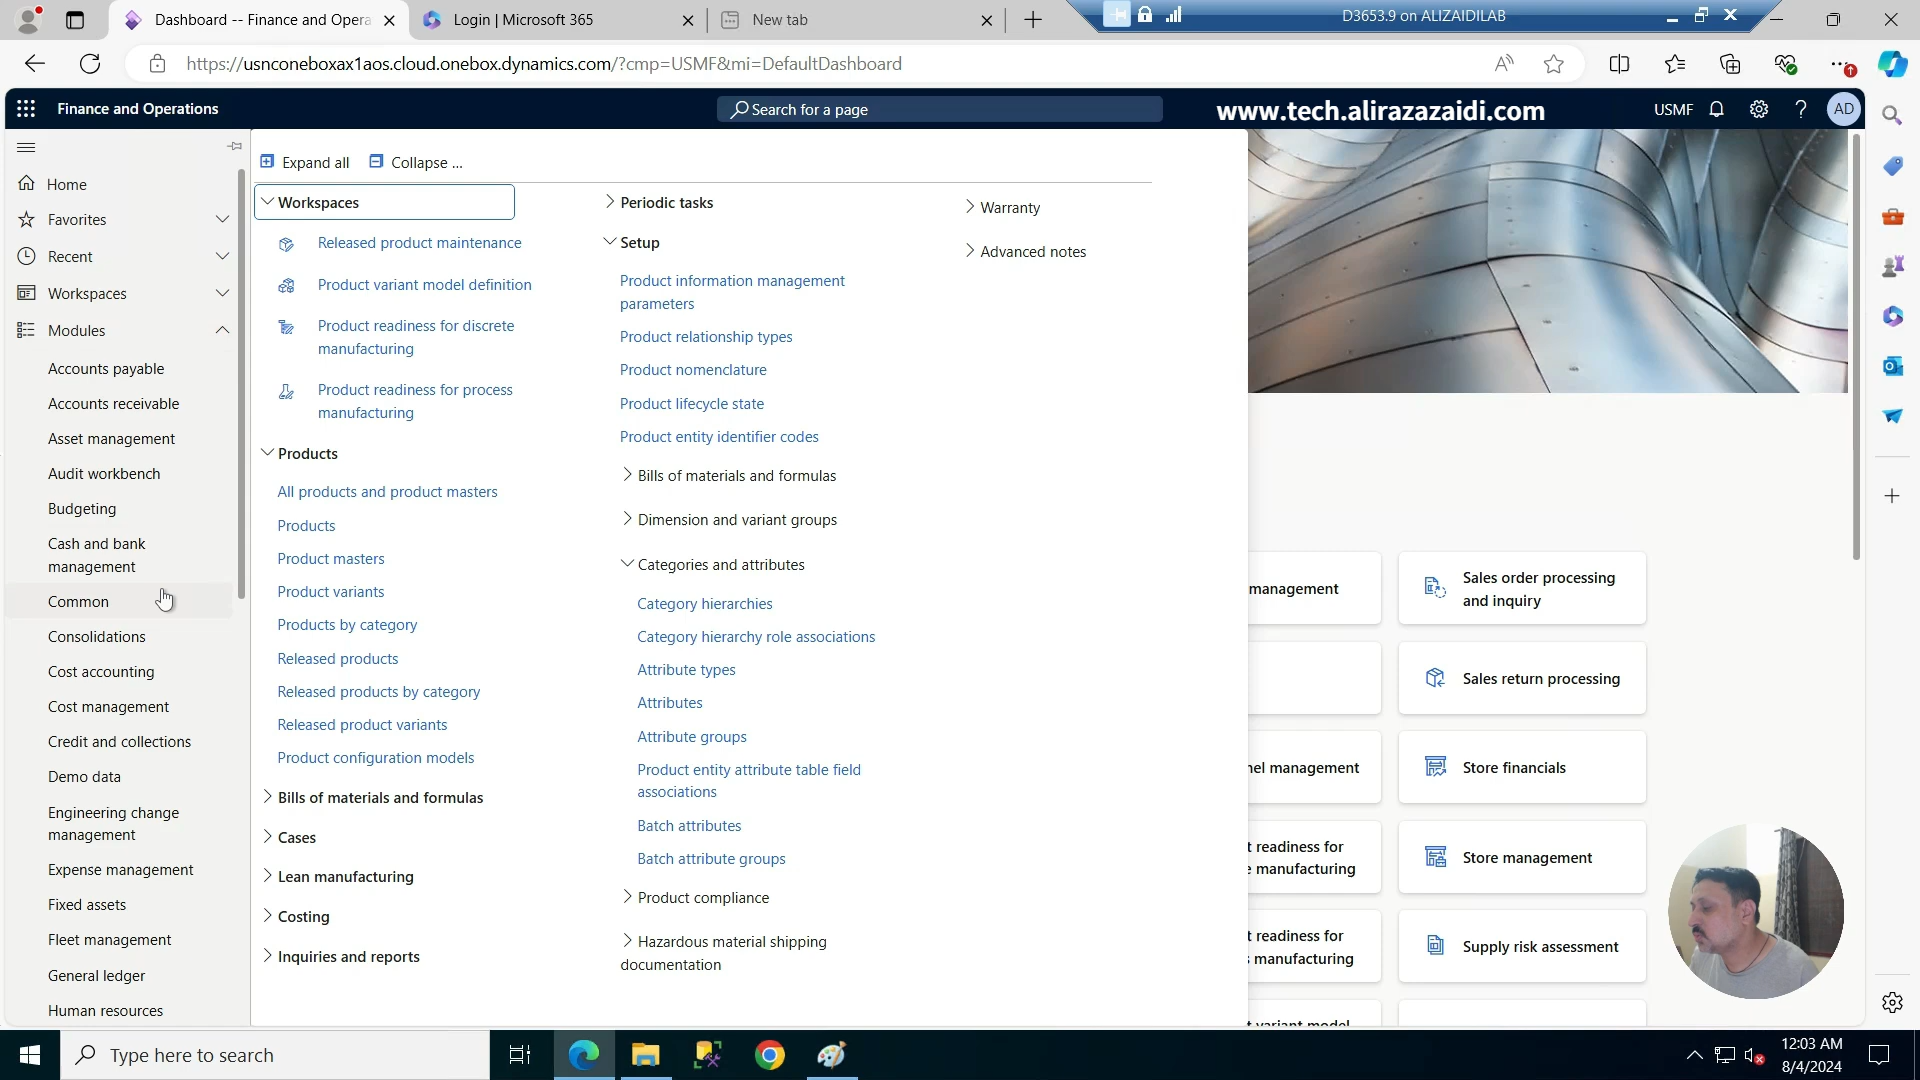 Dashboard -- Finance and Opera
Login | Microsoft 365
New tab
D3653.9 on ALIZAIDILAB
https://usnconeboxax1aos.cloud.onebox.dynamics.com/?cmp=USMF&mi=DefaultDashboard
Finance and Operations
Search for a page
www.tech.alirazazaidi.com
USMF
AD
Home
Favorites
Recent
Workspaces
Modules
Accounts payable
Accounts receivable
Asset management
Audit workbench
Budgeting
Cash and bank
management
Common
Consolidations
Cost accounting
Cost management
Credit and collections
Demo data
Engineering change
management
Expense management
Fixed assets
Fleet management
General ledger
Human resources
Expand all
Collapse ...
Workspaces
Released product maintenance
Product variant model definition
Product readiness for discrete
manufacturing
Product readiness for process
manufacturing
Products
All products and product masters
Products
Product masters
Product variants
Products by category
Released products
Released products by category
Released product variants
Product configuration models
Bills of materials and formulas
Cases
Lean manufacturing
Costing
Inquiries and reports
Periodic tasks
Setup
Product information management
parameters
Product relationship types
Product nomenclature
Product lifecycle state
Product entity identifier codes
Bills of materials and formulas
Dimension and variant groups
Categories and attributes
Category hierarchies
Category hierarchy role associations
Attribute types
Attributes
Attribute groups
Product entity attribute table field
associations
Batch attributes
Batch attribute groups
Product compliance
Hazardous material shipping
documentation
Warranty
Advanced notes
management
Sales order processing
and inquiry
Sales return processing
nel management
Store financials
t readiness for
e manufacturing
Store management
t readiness for
s manufacturing
Supply risk assessment
t variant model
Type here to search
12:03 AM
8/4/2024